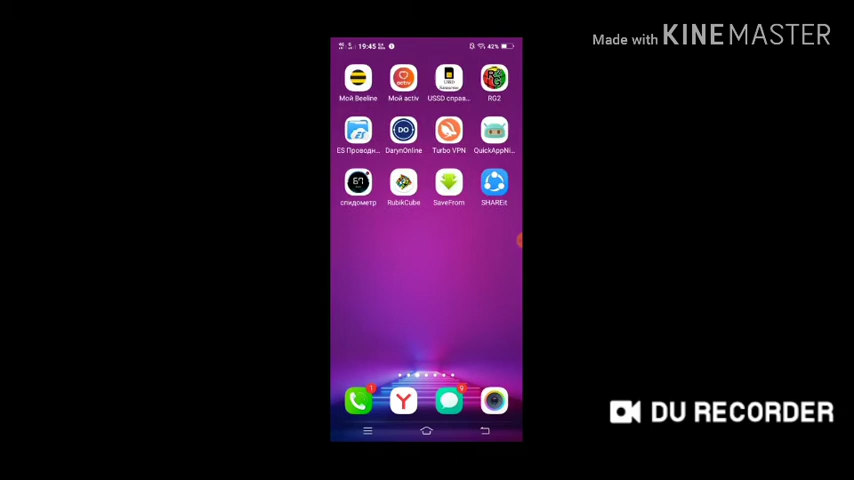 Made with KINEMASTER
19:45 42%
Мой Beeline Мой activ USSD справ... RG2
ES Проводн... DarynOnline Turbo VPN QuickAppNi...
спидометр RubikCube SaveFrom SHAREit
DU RECORDER